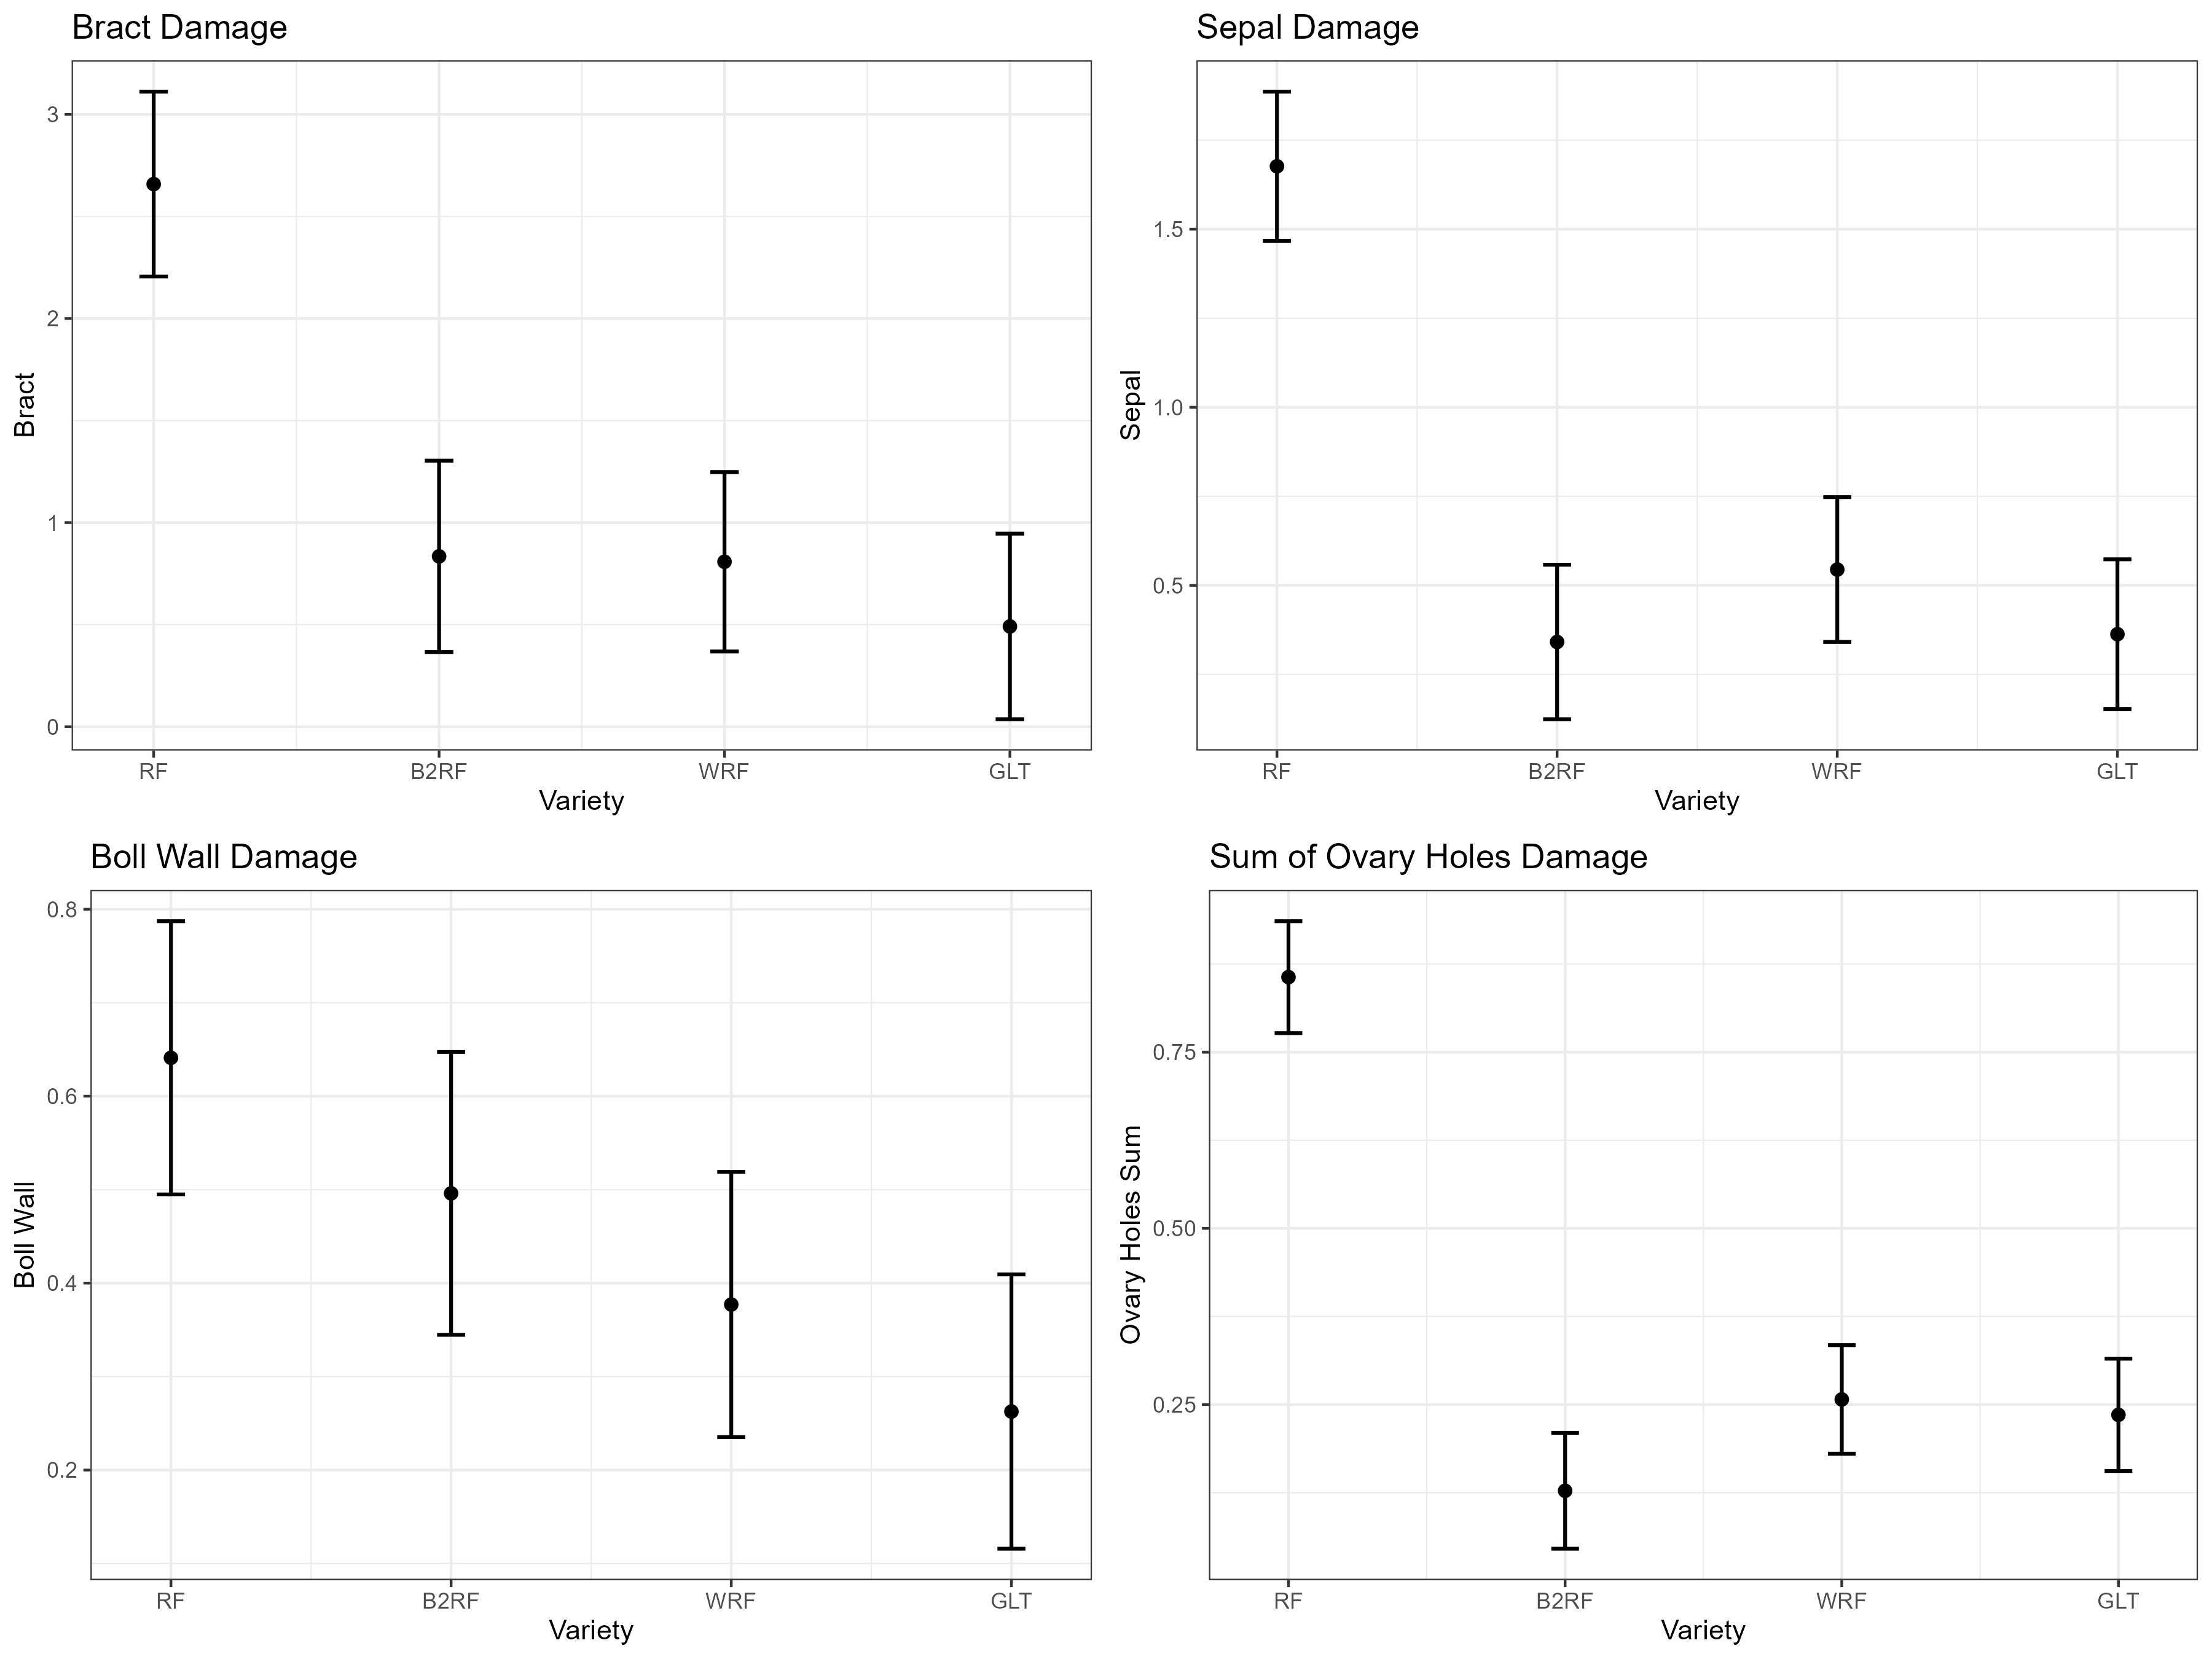 Bract Damage
3
2
1
0
Bract
RF B2RF WRF GLT
Variety
Sepal Damage
1.5
1.0
0.5
Sepal
RF B2RF WRF GLT
Variety
Boll Wall Damage
0.8
0.6
0.4
0.2
Boll Wall
RF B2RF WRF GLT
Variety
Sum of Ovary Holes Damage
0.75
0.50
0.25
Ovary Holes Sum
RF B2RF WRF GLT
Variety